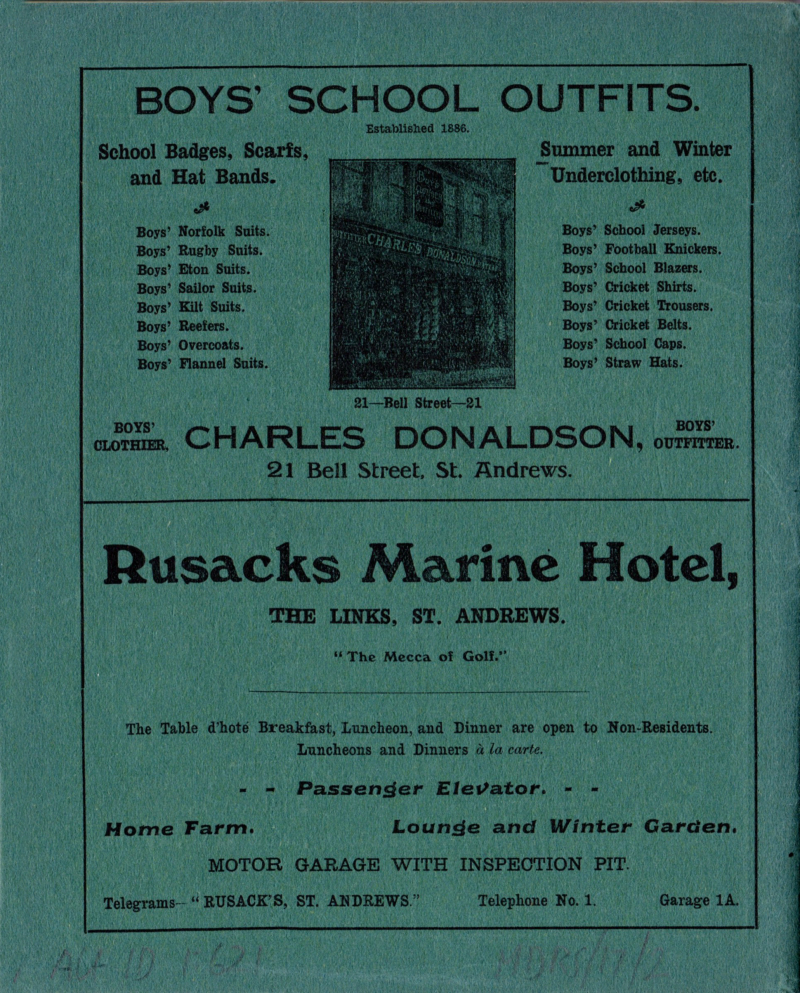 BOYS' SCHOOL OUTFITS.
Established 1886.
School Badges, Scarfs,
and Hat Bands.
Boys' Norfolk Suits.
Boys' Rugby Suits.
Boys' Eton Suits.
Boys' Sailor Suits.
Boys' Kilt Suits.
Boys' Reefers.
Boys' Overcoats.
Boys' Flannel Suits.
CHARLES DONALDSON
Summer and Winter
Underclothing, etc.
Boys' School Jerseys.
Boys' Football Knickers.
Boys' School Blazers.
Boys' Cricket Shirts.
Boys' Cricket Trousers.
Boys' Cricket Belts.
Boys' School Caps.
Boys' Straw Hats.
21—Bell Street—21
BOYS' CLOTHIER, CHARLES DONALDSON, BOYS' OUTFITTER.
21 Bell Street, St. Andrews.
Rusacks Marine Hotel,
THE LINKS, ST. ANDREWS.
"The Mecca of Golf."
The Table d'hoté Breakfast, Luncheon, and Dinner are open to Non-Residents.
Luncheons and Dinners à la carte.
- - Passenger Elevator. - -
Home Farm. Lounge and Winter Garden.
MOTOR GARAGE WITH INSPECTION PIT.
Telegrams—"RUSACK'S, ST. ANDREWS." Telephone No. 1. Garage 1A.